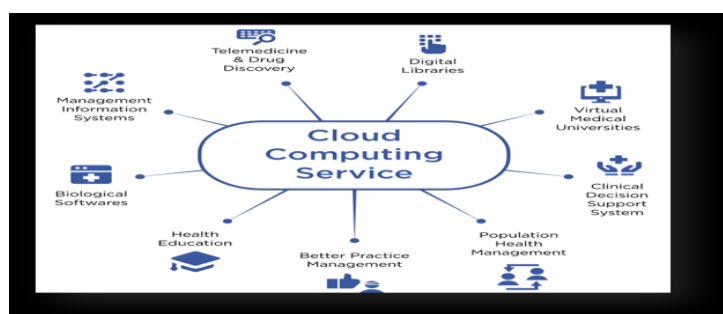 Telemedicine
& Drug
Discovery
Digital
Libraries
Management
Information
Systems
Virtual
Medical
Universities
Cloud
Computing
Service
Biological
Softwares
Clinical
Decision
Support
System
Health
Education
Better Practice
Management
Population
Health
Management